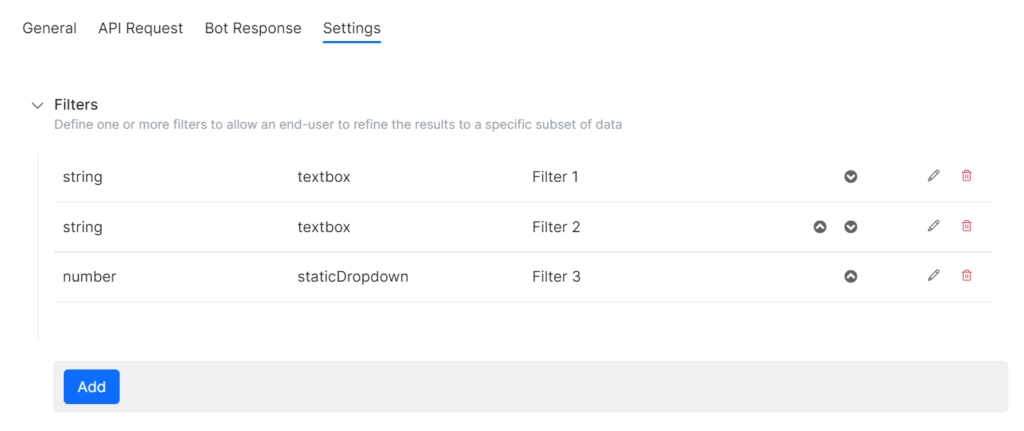 General API Request Bot Response Settings
Filters
Define one or more filters to allow an end-user to refine the results to a specific subset of data
string textbox Filter 1
string textbox Filter 2
number staticDropdown Filter 3
Add